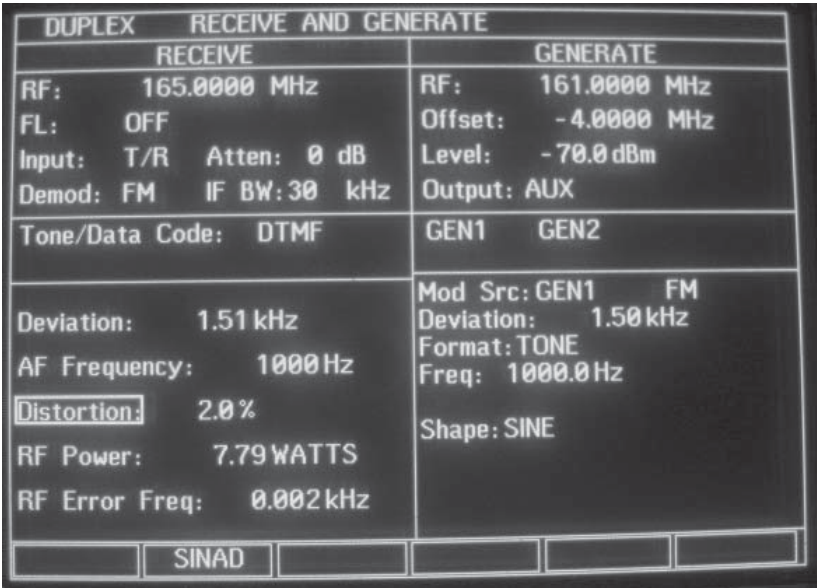 DUPLEX RECEIVE AND GENERATE
RECEIVE
RF: 165.0000 MHz
FL: OFF
Input: T/R Atten: 0 dB
Demod: FM IF BW:30 kHz
Tone/Data Code: DTMF
Deviation: 1.51 kHz
AF Frequency: 1000 Hz
Distortion: 2.0 %
RF Power: 7.79 WATTS
RF Error Freq: 0.002 kHz
GENERATE
RF: 161.0000 MHz
Offset: -4.0000 MHz
Level: -70.0 dBm
Output: AUX
GEN1 GEN2
Mod Src: GEN1 FM
Deviation: 1.50 kHz
Format: TONE
Freq: 1000.0 Hz
Shape: SINE
SINAD